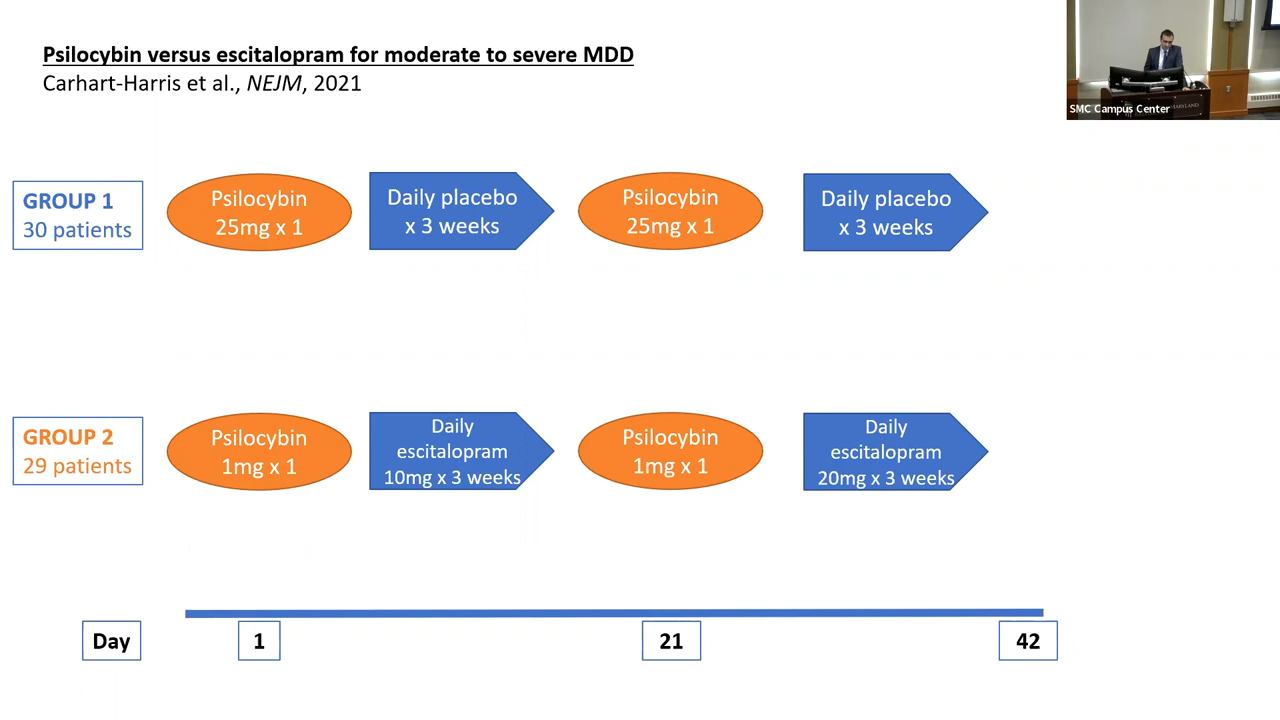 Psilocybin versus escitalopram for moderate to severe MDD
Carhart-Harris et al., NEJM, 2021
SMC Campus Center
GROUP 1
30 patients
Psilocybin
25mg x 1
Daily placebo
x 3 weeks
Psilocybin
25mg x 1
Daily placebo
x 3 weeks
GROUP 2
29 patients
Psilocybin
1mg x 1
Daily
escitalopram
10mg x 3 weeks
Psilocybin
1mg x 1
Daily
escitalopram
20mg x 3 weeks
Day
1
21
42